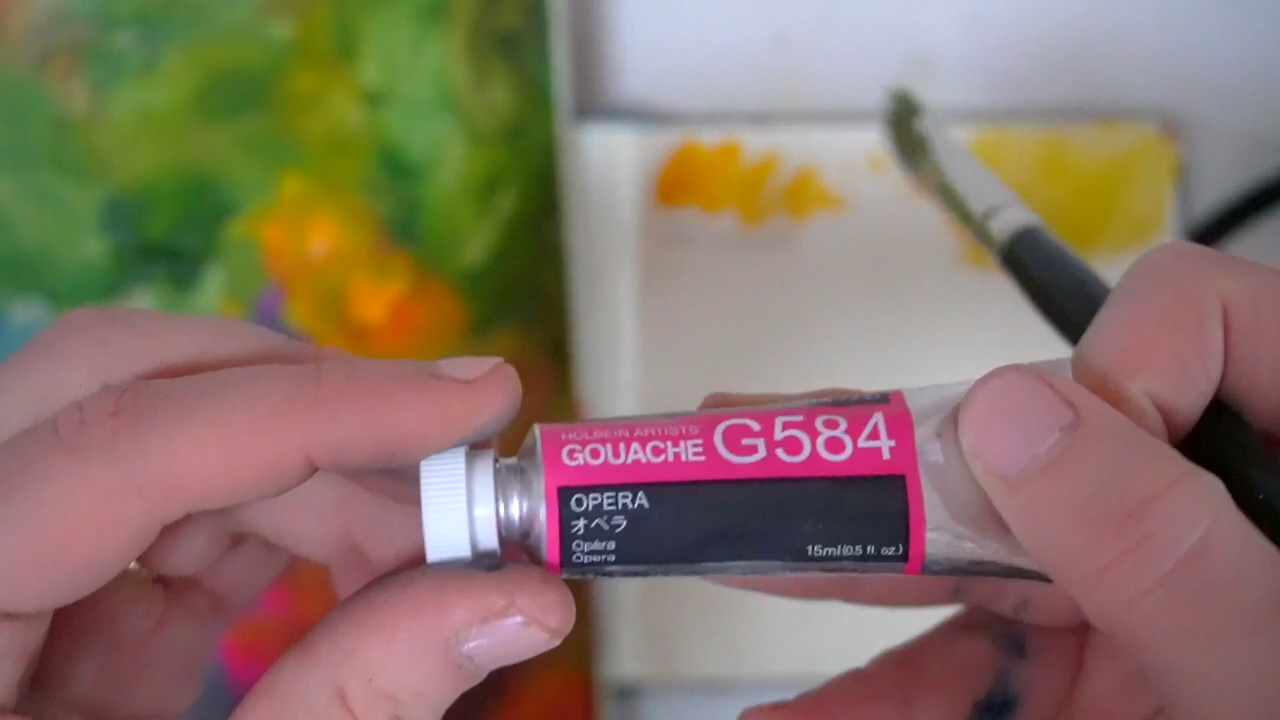 HOLBEIN ARTISTS'
GOUACHE G584
OPERA
オペラ
Opéra
Opera
15ml(0.5 fl. oz.)